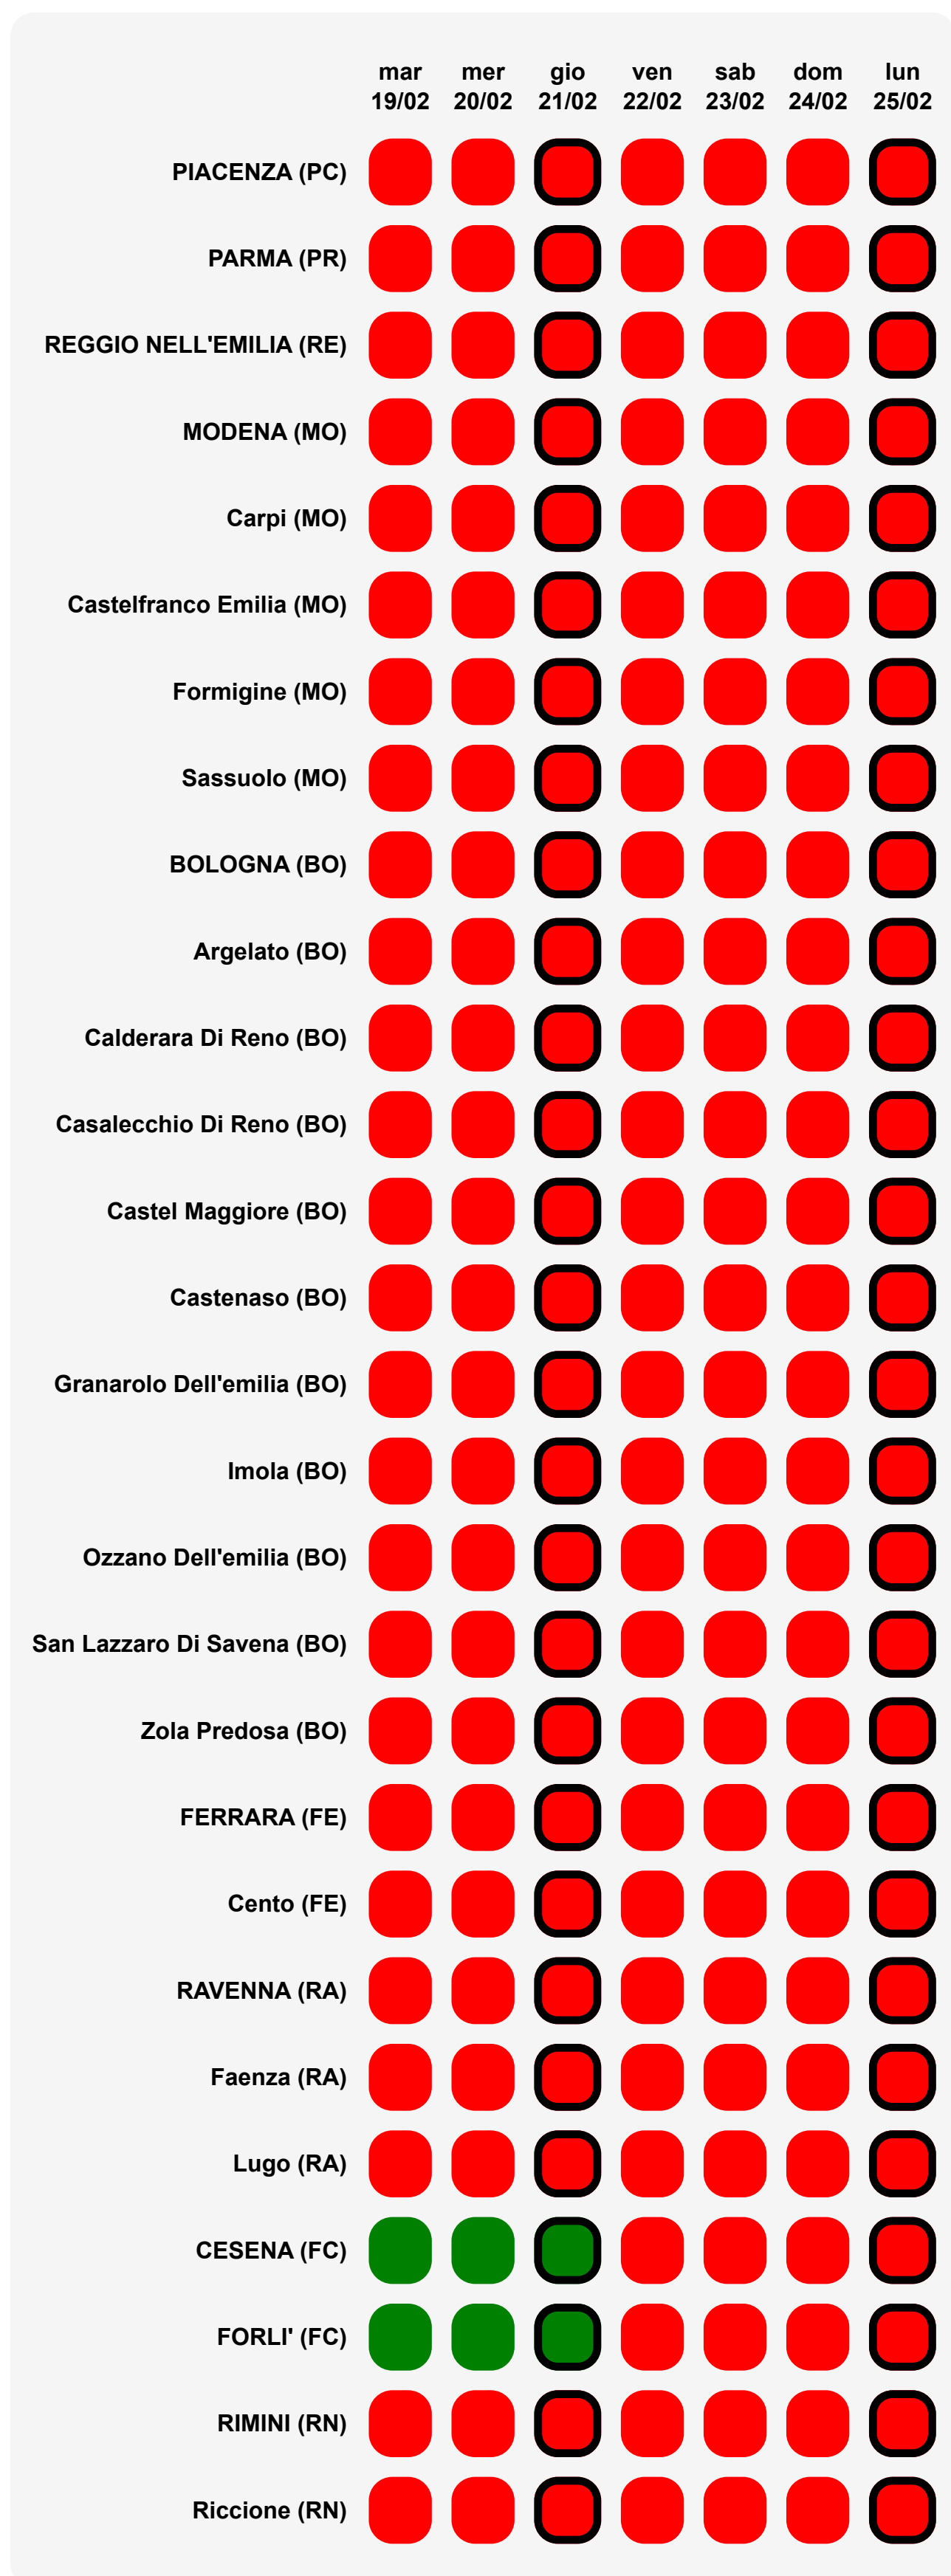 mar mer gio ven sab dom lun
19/02 20/02 21/02 22/02 23/02 24/02 25/02
PIACENZA (PC)
PARMA (PR)
REGGIO NELL'EMILIA (RE)
MODENA (MO)
Carpi (MO)
Castelfranco Emilia (MO)
Formigine (MO)
Sassuolo (MO)
BOLOGNA (BO)
Argelato (BO)
Calderara Di Reno (BO)
Casalecchio Di Reno (BO)
Castel Maggiore (BO)
Castenaso (BO)
Granarolo Dell'emilia (BO)
Imola (BO)
Ozzano Dell'emilia (BO)
San Lazzaro Di Savena (BO)
Zola Predosa (BO)
FERRARA (FE)
Cento (FE)
RAVENNA (RA)
Faenza (RA)
Lugo (RA)
CESENA (FC)
FORLI' (FC)
RIMINI (RN)
Riccione (RN)